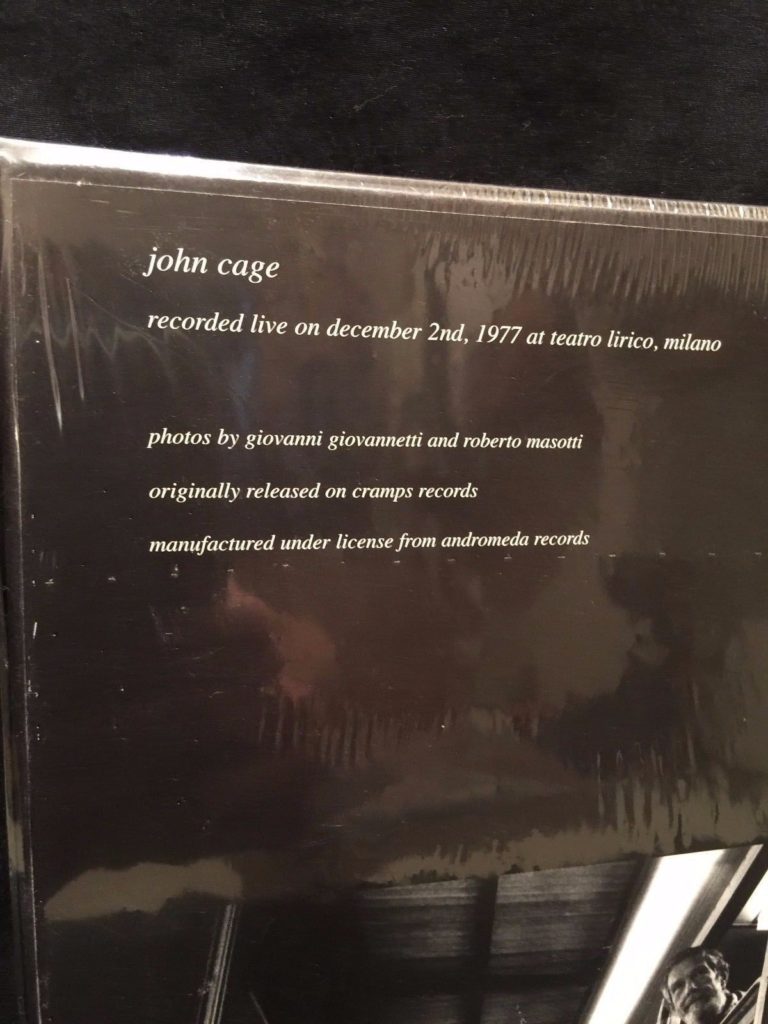 john cage
recorded live on december 2nd, 1977 at teatro lirico, milano
photos by giovanni giovannetti and roberto masotti
originally released on cramps records
manufactured under license from andromeda records